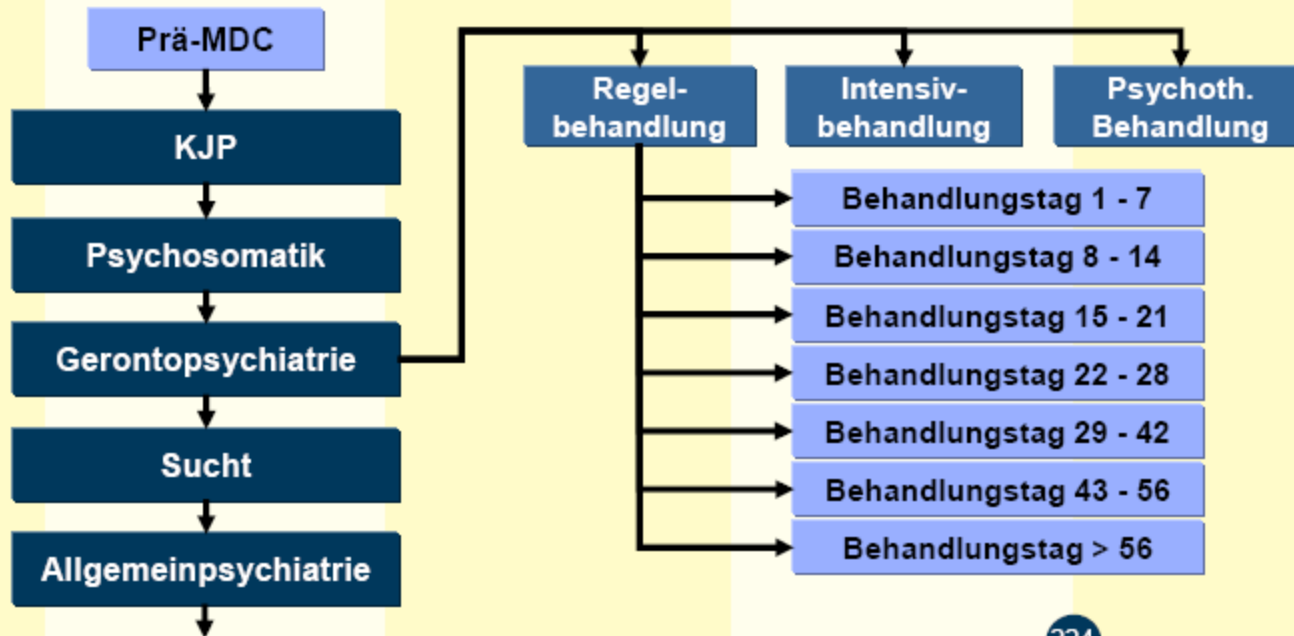 Prä-MDC
KJP
Psychosomatik
Gerontopsychiatrie
Sucht
Allgemeinpsychiatrie
Regel-
behandlung
Intensiv-
behandlung
Psychoth.
Behandlung
Behandlungstag 1 - 7
Behandlungstag 8 - 14
Behandlungstag 15 - 21
Behandlungstag 22 - 28
Behandlungstag 29 - 42
Behandlungstag 43 - 56
Behandlungstag > 56